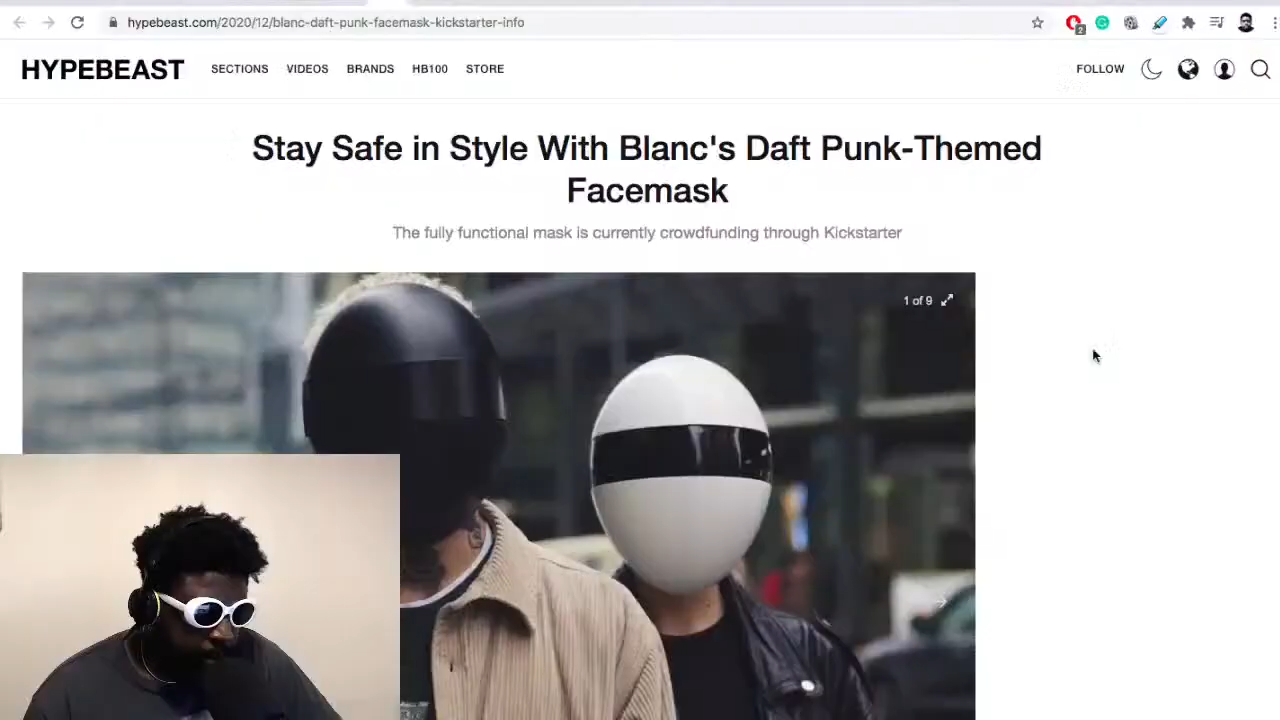 hypebeast.com/2020/12/blanc-daft-punk-facemask-kickstarter-info
2
HYPEBEAST SECTIONS VIDEOS BRANDS HB100 STORE FOLLOW
Stay Safe in Style With Blanc's Daft Punk-Themed
Facemask
The fully functional mask is currently crowdfunding through Kickstarter
1 of 9